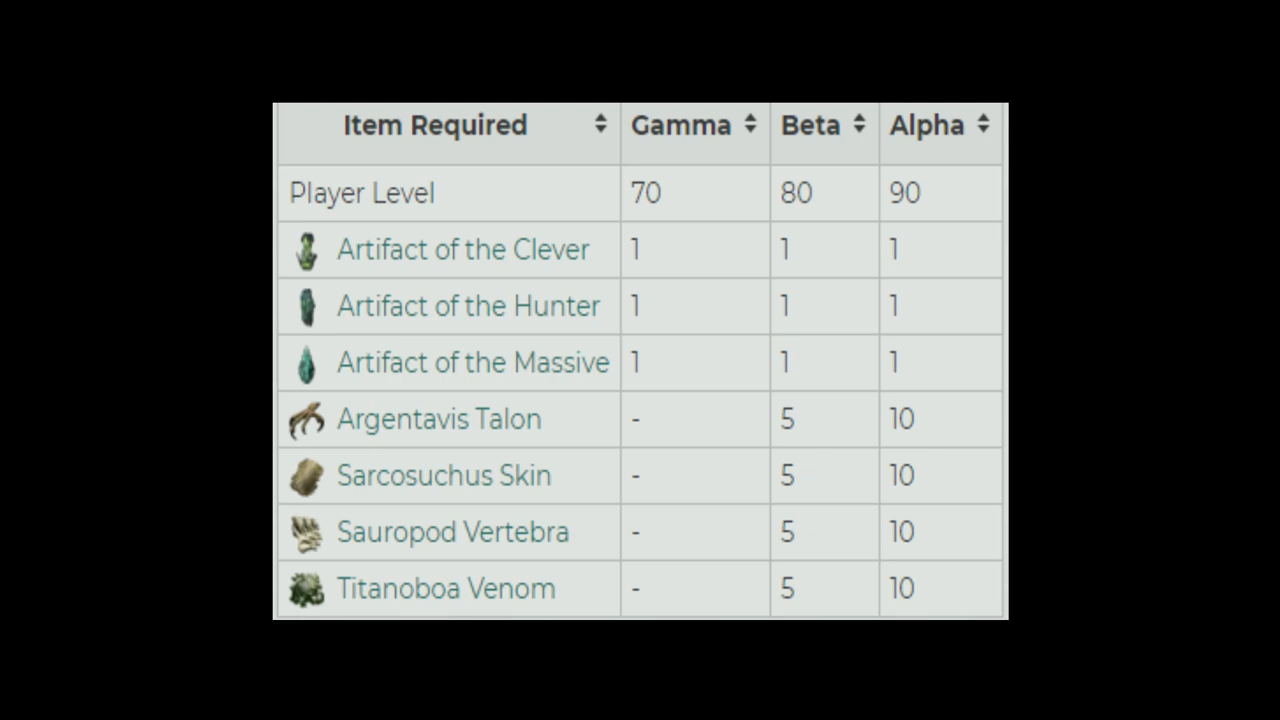 Item Required Gamma Beta Alpha
Player Level 70 80 90
Artifact of the Clever 1 1 1
Artifact of the Hunter 1 1 1
Artifact of the Massive 1 1 1
Argentavis Talon - 5 10
Sarcosuchus Skin - 5 10
Sauropod Vertebra - 5 10
Titanoboa Venom - 5 10